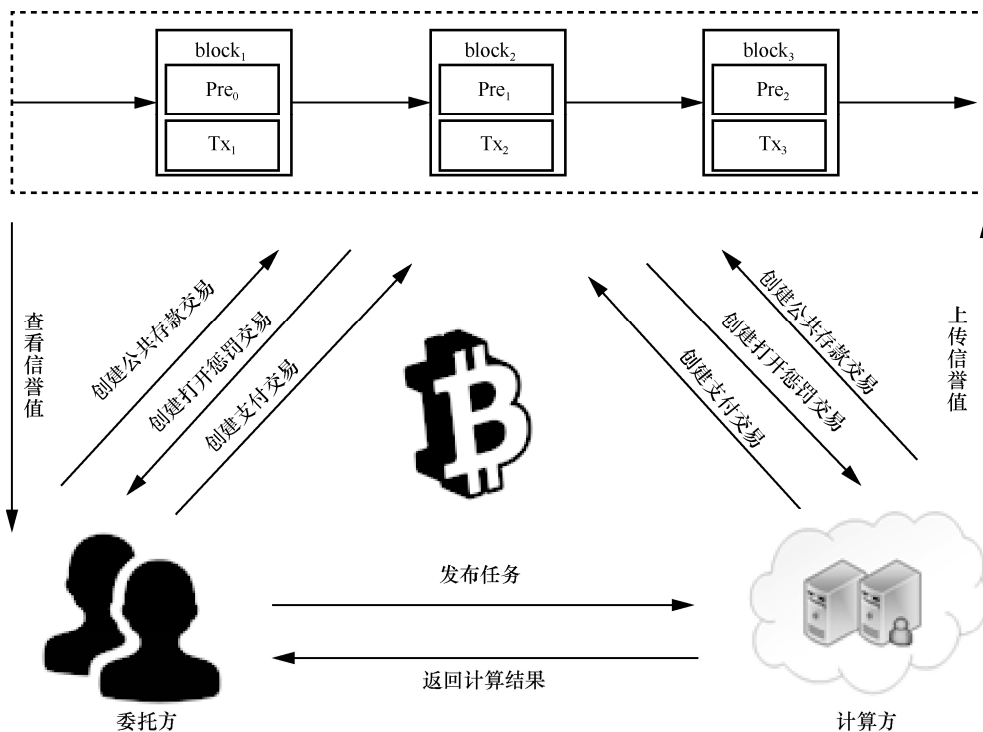 block₁
Pre₀
Tx₁
block₂
Pre₁
Tx₂
block₃
Pre₂
Tx₃
查看信誉值
创建公共存款交易
创建打开惩罚交易
创建支付交易
创建支付交易
创建打开惩罚交易
创建公共存款交易
上传信誉值
发布任务
返回计算结果
委托方
计算方